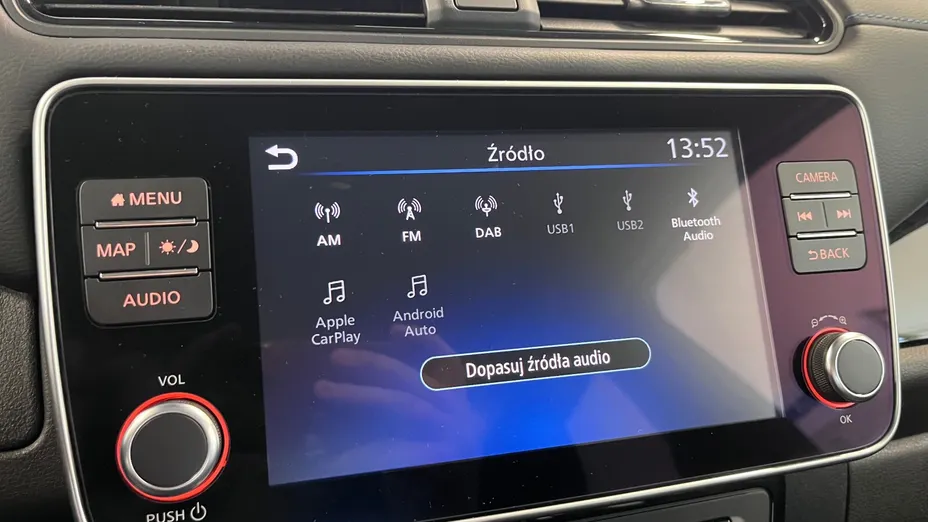 Źródło
13:52
MENU
MAP
AUDIO
AM
FM
DAB
USB1
USB2
Bluetooth
Audio
Apple
CarPlay
Android
Auto
Dopasuj źródła audio
CAMERA
BACK
VOL
PUSH
OK